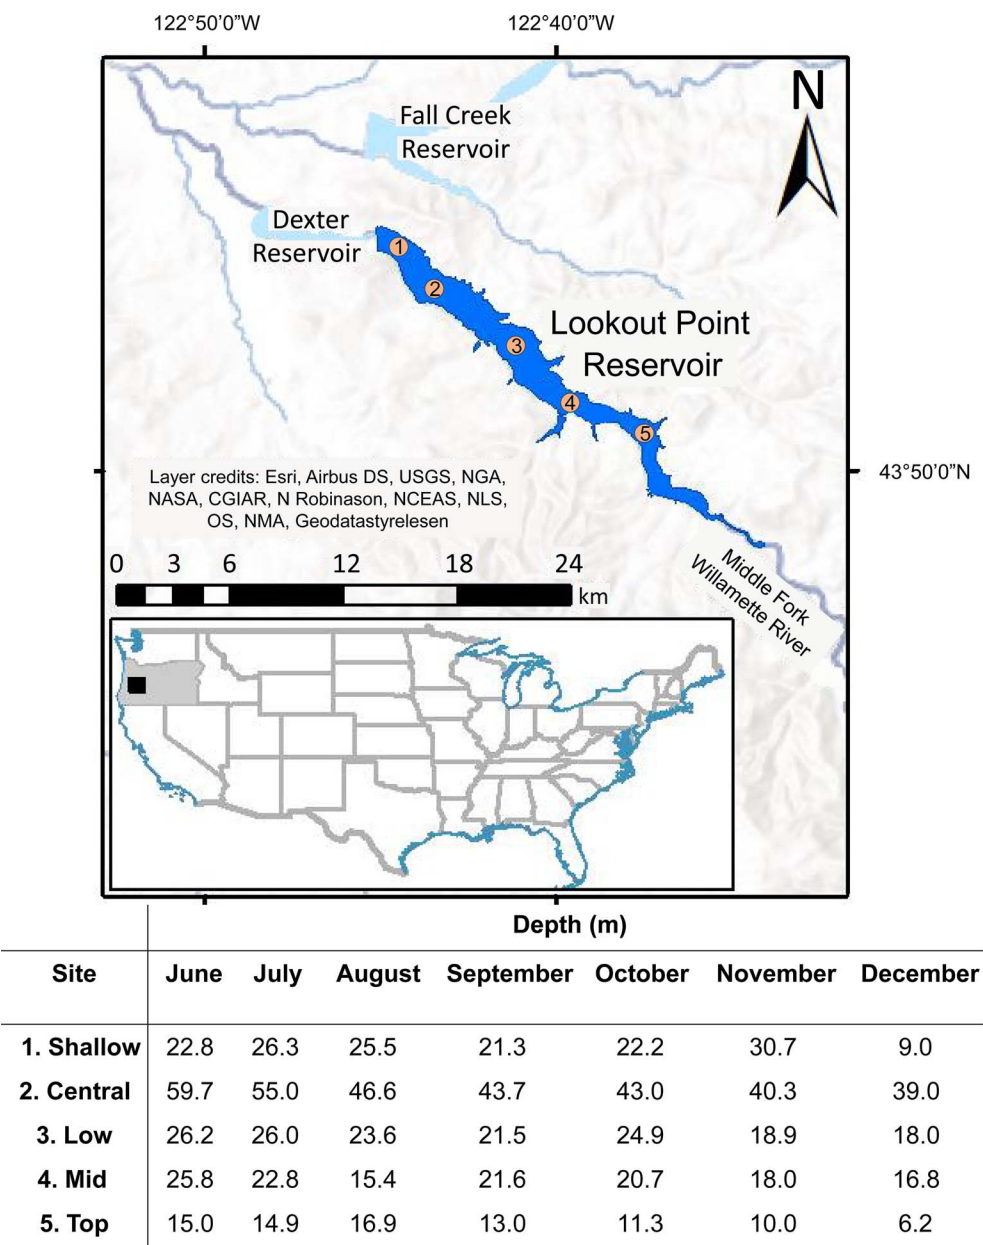 122°50'0"W 122°40'0"W
N
Fall Creek
Reservoir
Dexter
Reservoir
1
2
Lookout Point
Reservoir
3
4
5
43°50'0"N
Layer credits: Esri, Airbus DS, USGS, NGA,
NASA, CGIAR, N Robinason, NCEAS, NLS,
OS, NMA, Geodatastyrelesen
Middle Fork
Willamette River
0 3 6 12 18 24
km
Depth (m)
Site June July August September October November December
1. Shallow 22.8 26.3 25.5 21.3 22.2 30.7 9.0
2. Central 59.7 55.0 46.6 43.7 43.0 40.3 39.0
3. Low 26.2 26.0 23.6 21.5 24.9 18.9 18.0
4. Mid 25.8 22.8 15.4 21.6 20.7 18.0 16.8
5. Top 15.0 14.9 16.9 13.0 11.3 10.0 6.2